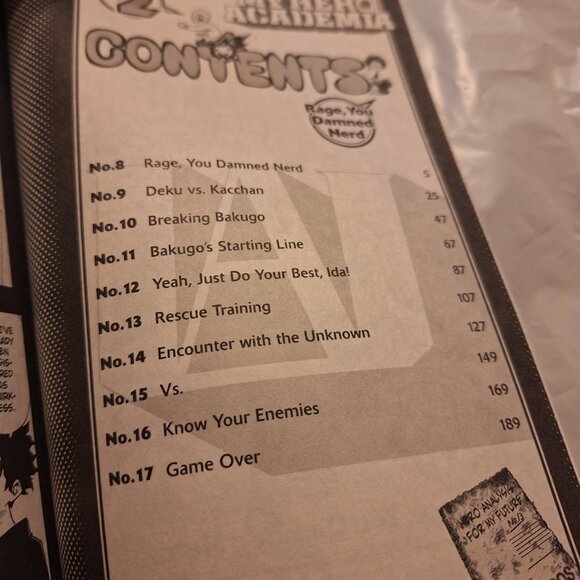 2
MY HERO
ACADEMIA
CONTENTS
Rage, You
Damned
Nerd
No.8 Rage, You Damned Nerd 5
No.9 Deku vs. Kacchan 25
No.10 Breaking Bakugo 47
No.11 Bakugo's Starting Line 67
No.12 Yeah, Just Do Your Best, Ida! 87
No.13 Rescue Training 107
No.14 Encounter with the Unknown 127
No.15 Vs. 149
No.16 Know Your Enemies 169
No.17 Game Over 189
FOR MY FUTURE